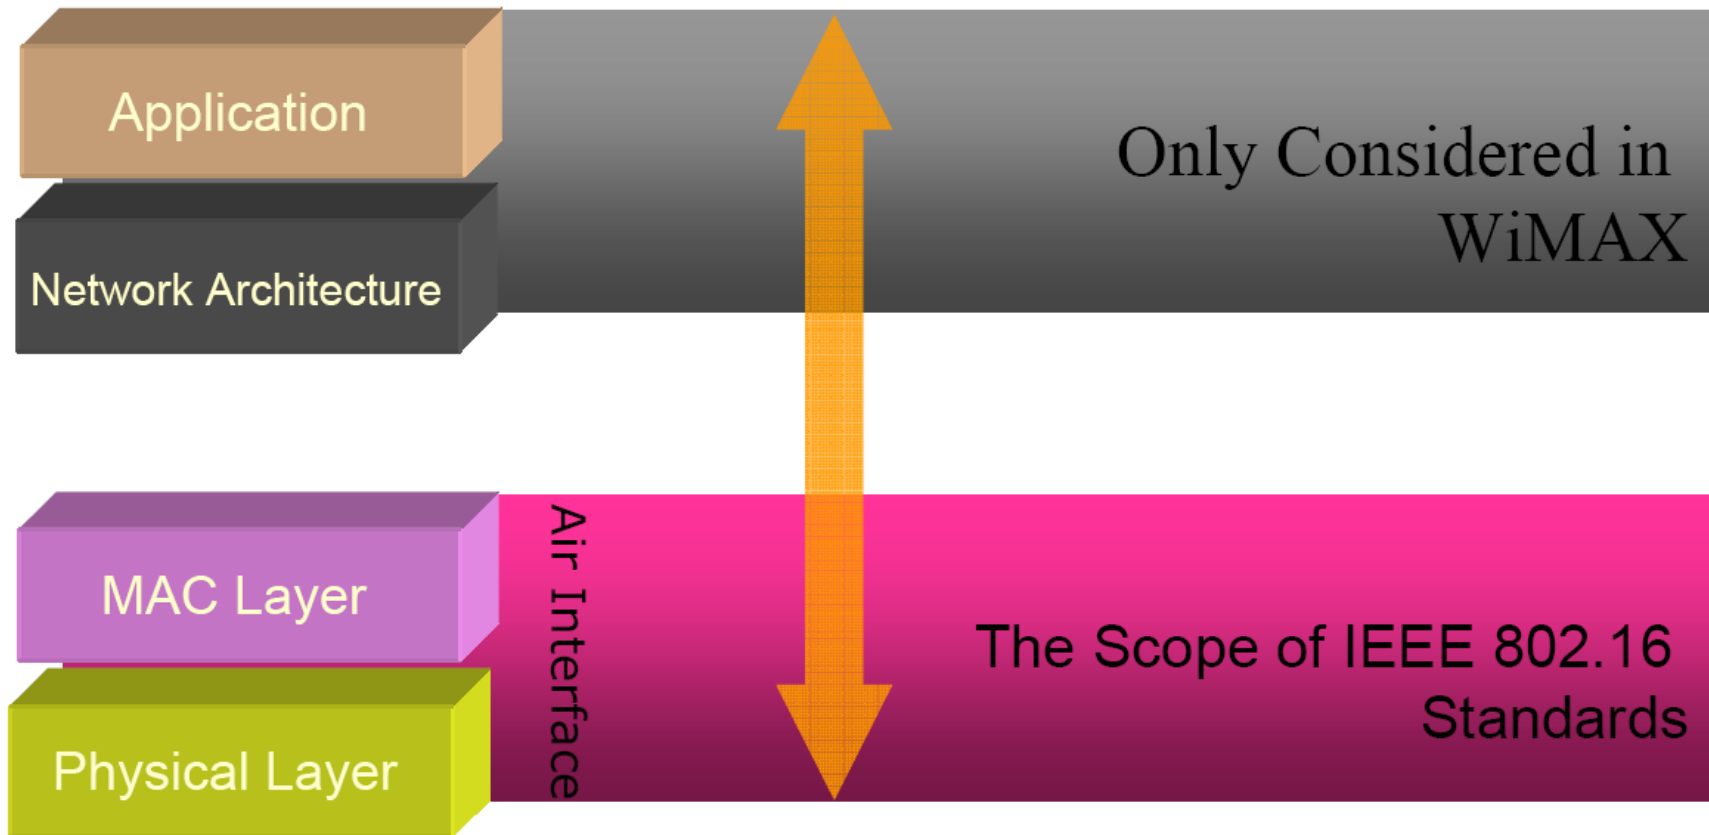 Application
Only Considered in
WiMAX
Network Architecture
MAC Layer
Air Interface
The Scope of IEEE 802.16
Standards
Physical Layer